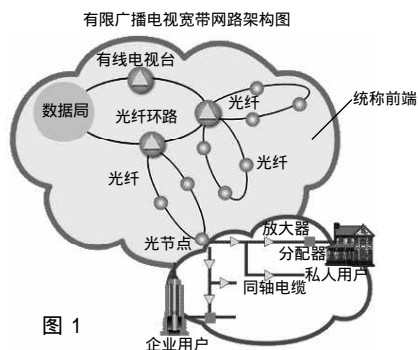 有限广播电视宽带网路架构图
有线电视台
数据局
光纤环路
光纤
统称前端
光纤
光纤
光节点
放大器
分配器
私人用户
同轴电缆
企业用户
图 1